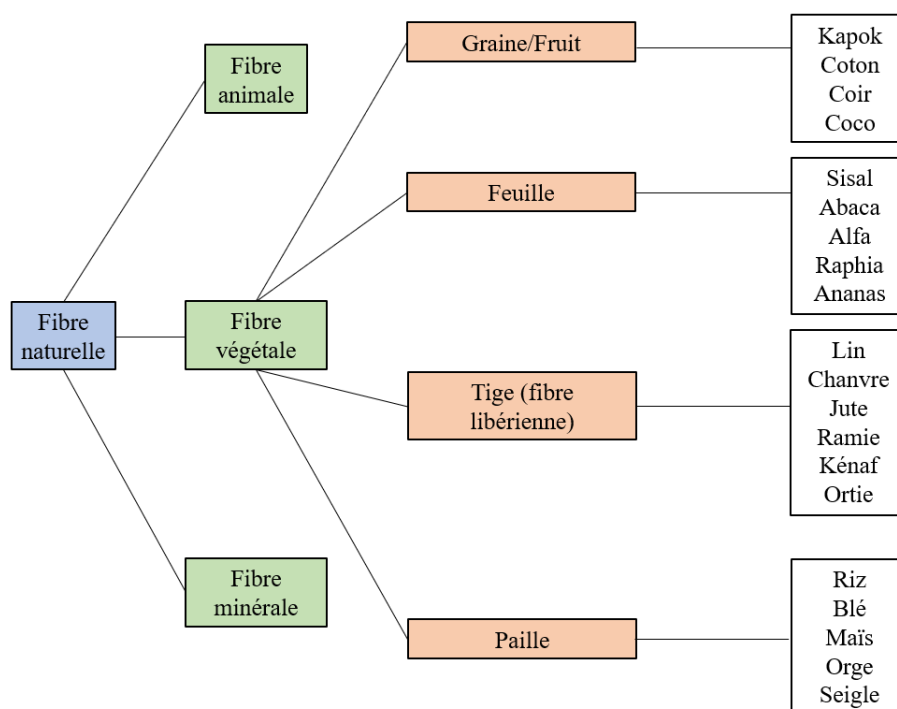 Fibre
naturelle
Fibre
animale
Fibre
végétale
Fibre
minérale
Graine/Fruit
Feuille
Tige (fibre
libérienne)
Paille
Kapok
Coton
Coir
Coco
Sisal
Abaca
Alfa
Raphia
Ananas
Lin
Chanvre
Jute
Ramie
Kénaf
Ortie
Riz
Blé
Maïs
Orge
Seigle